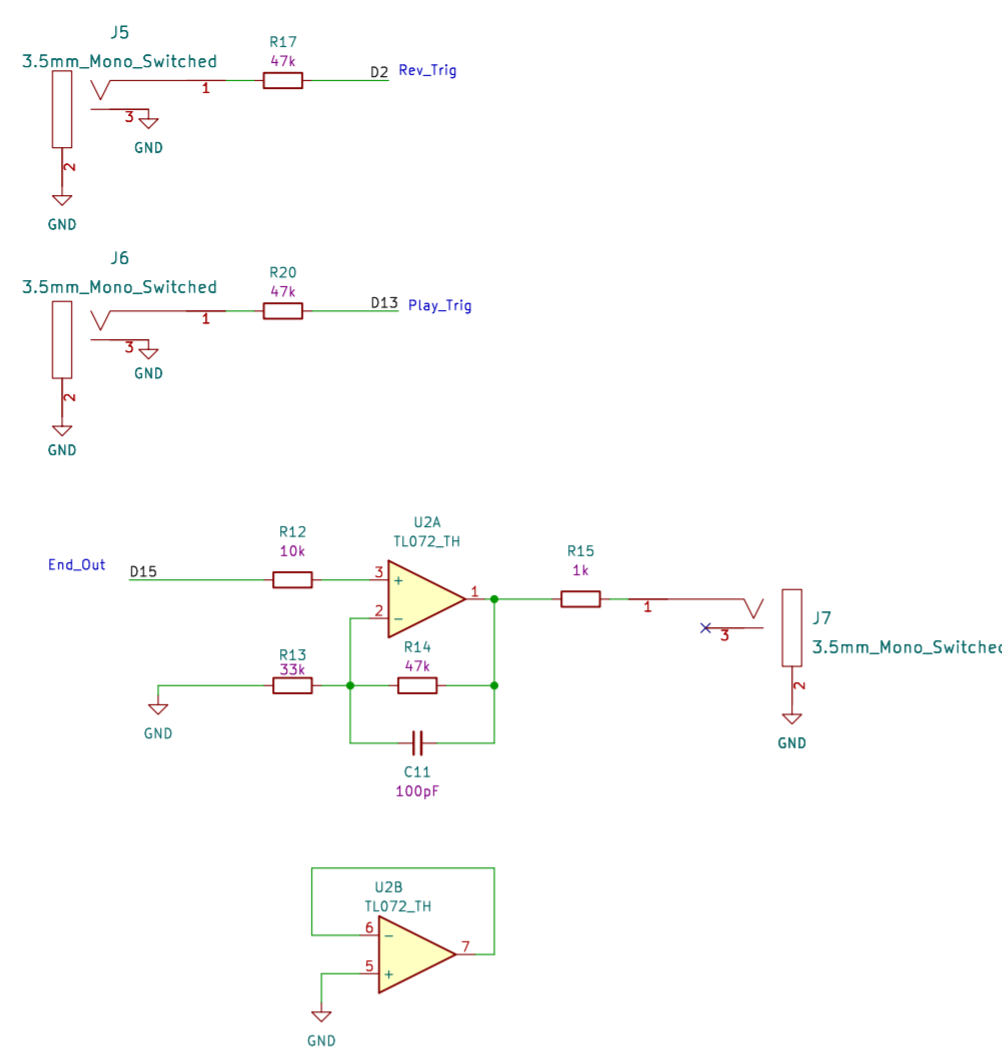 J5
3.5mm_Mono_Switched
R17
47k
D2 Rev_Trig
1
3
GND
2
GND
J6
3.5mm_Mono_Switched
R20
47k
D13 Play_Trig
1
3
GND
2
GND
U2A
TL072_TH
R12
10k
End_Out
D15
3
+
1
2
−
R15
1k
1
3
J7
3.5mm_Mono_Switched
2
GND
R13
33k
R14
47k
GND
C11
100pF
U2B
TL072_TH
6
−
7
5
+
GND